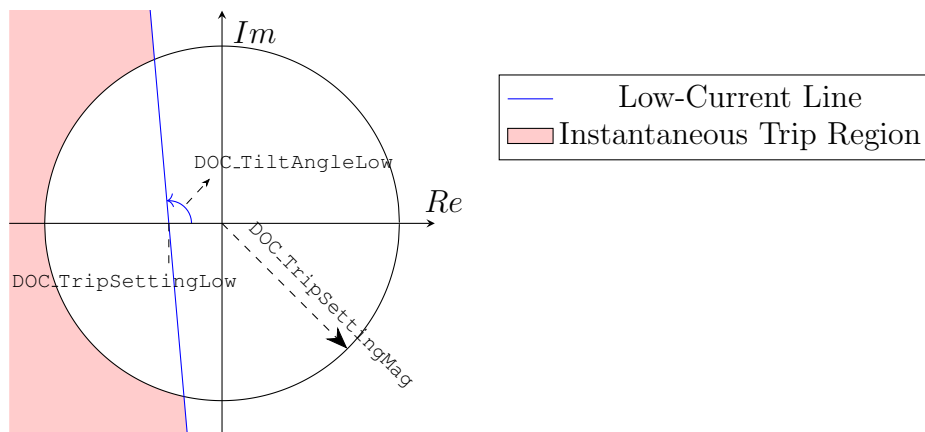 Im
Low-Current Line
Instantaneous Trip Region
DOC_TiltAngleLow
Re
DOC_TripSettingLow
DOC_TripSettingMag